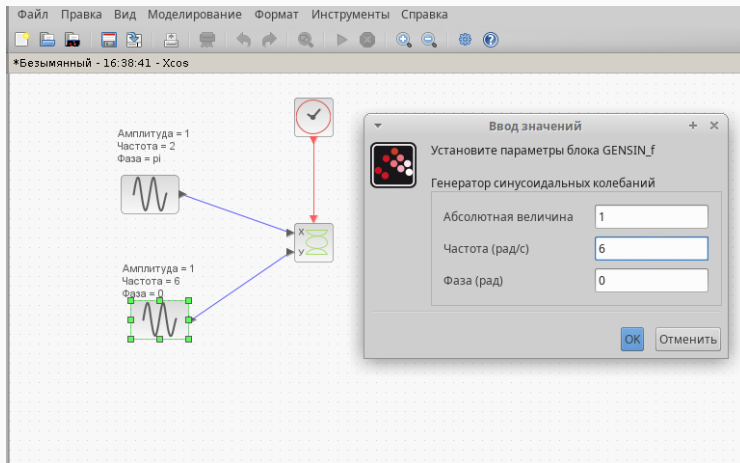 Файл Правка Вид Моделирование Формат Инструменты Справка
*Безымянный - 16:38:41 - Xcos
Амплитуда = 1
Частота = 2
Фаза = pi
X
У
Амплитуда = 1
Частота = 6
Фаза = 0
Ввод значений
Установите параметры блока GENSIN_f
Генератор синусоидальных колебаний
Абсолютная величина 1
Частота (рад/с) 6
Фаза (рад) 0
OK Отменить